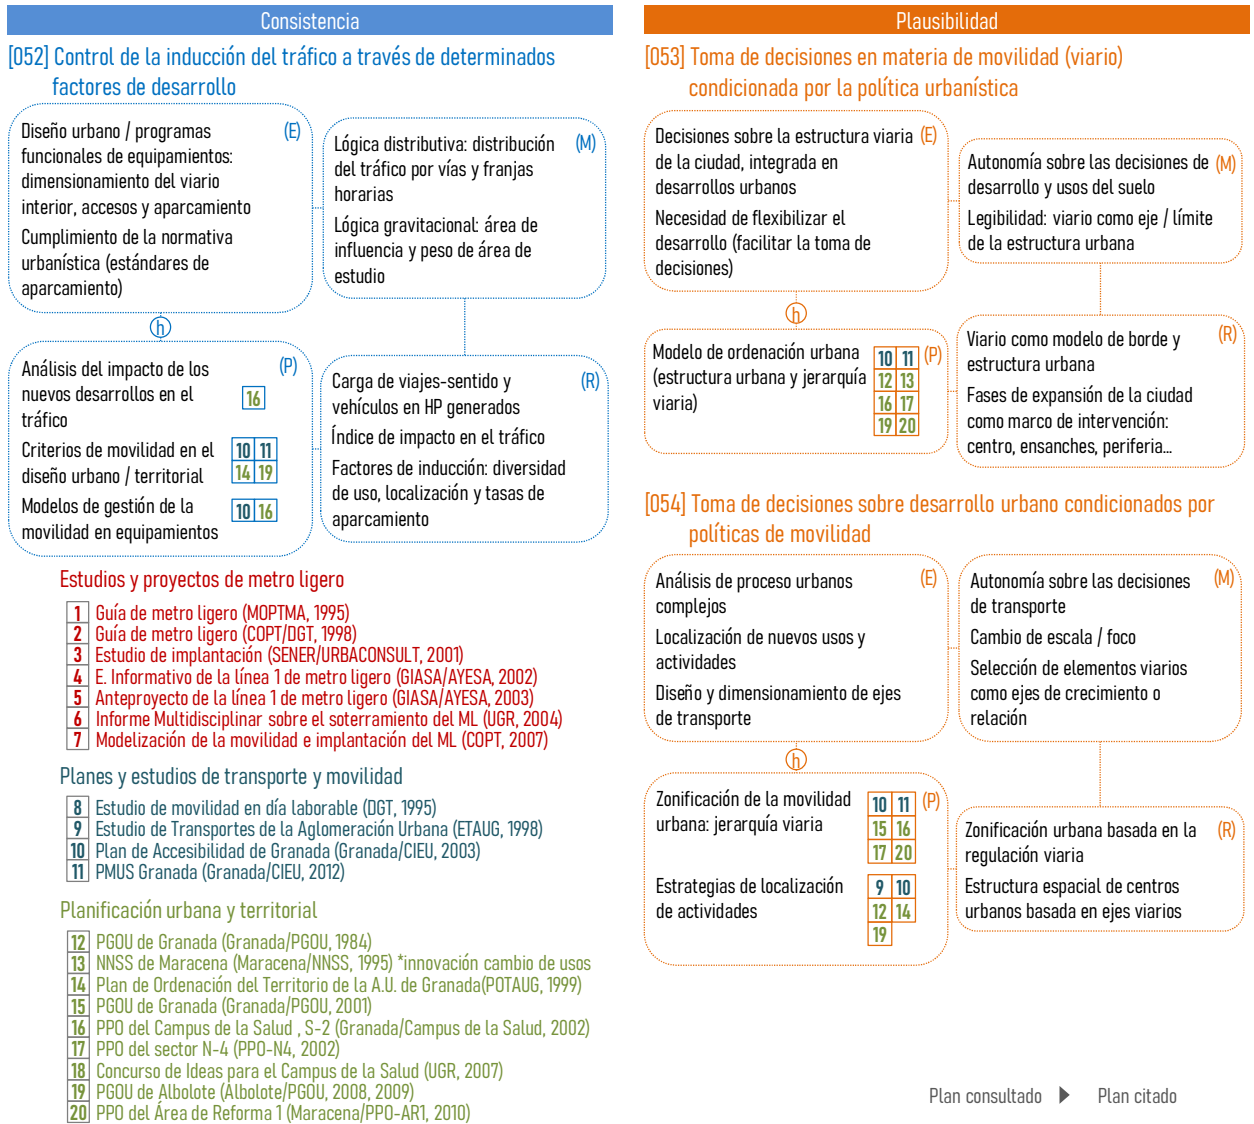 Consistencia
[052] Control de la inducción del tráfico a través de determinados
factores de desarrollo
Diseño urbano / programas
funcionales de equipamientos:
dimensionamiento del viario
interior, accesos y aparcamiento
Cumplimiento de la normativa
urbanística (estándares de
aparcamiento)
(E)
Lógica distributiva: distribución
del tráfico por vías y franjas
horarias
Lógica gravitacional: área de
influencia y peso de área de
estudio
(M)
h
Análisis del impacto de los
nuevos desarrollos en el
tráfico
(P)
16
Criterios de movilidad en el
diseño urbano / territorial
10 11
14 19
Modelos de gestión de la
movilidad en equipamientos
10 16
Carga de viajes-sentido y
vehículos en HP generados
Índice de impacto en el tráfico
Factores de inducción: diversidad
de uso, localización y tasas de
aparcamiento
(R)
Estudios y proyectos de metro ligero
1 Guía de metro ligero (MOPTMA, 1995)
2 Guía de metro ligero (COPT/DGT, 1998)
3 Estudio de implantación (SENER/URBACONSULT, 2001)
4 E. Informativo de la línea 1 de metro ligero (GIASA/AYESA, 2002)
5 Anteproyecto de la línea 1 de metro ligero (GIASA/AYESA, 2003)
6 Informe Multidisciplinar sobre el soterramiento del ML (UGR, 2004)
7 Modelización de la movilidad e implantación del ML (COPT, 2007)
Planes y estudios de transporte y movilidad
8 Estudio de movilidad en día laborable (DGT, 1995)
9 Estudio de Transportes de la Aglomeración Urbana (ETAUG, 1998)
10 Plan de Accesibilidad de Granada (Granada/CIEU, 2003)
11 PMUS Granada (Granada/CIEU, 2012)
Planificación urbana y territorial
12 PGOU de Granada (Granada/PGOU, 1984)
13 NNSS de Maracena (Maracena/NNSS, 1995) *innovación cambio de usos
14 Plan de Ordenación del Territorio de la A.U. de Granada(POTAUG, 1999)
15 PGOU de Granada (Granada/PGOU, 2001)
16 PPO del Campus de la Salud , S-2 (Granada/Campus de la Salud, 2002)
17 PPO del sector N-4 (PPO-N4, 2002)
18 Concurso de Ideas para el Campus de la Salud (UGR, 2007)
19 PGOU de Albolote (Albolote/PGOU, 2008, 2009)
20 PPO del Área de Reforma 1 (Maracena/PPO-AR1, 2010)
Plausibilidad
[053] Toma de decisiones en materia de movilidad (viario)
condicionada por la política urbanística
Decisiones sobre la estructura viaria
de la ciudad, integrada en
desarrollos urbanos
Necesidad de flexibilizar el
desarrollo (facilitar la toma de
decisiones)
(E)
Autonomía sobre las decisiones de
desarrollo y usos del suelo
Legibilidad: viario como eje / límite
de la estructura urbana
(M)
h
Modelo de ordenación urbana
(estructura urbana y jerarquía
viaria)
10 11
12 13
16 17
19 20
(P)
Viario como modelo de borde y
estructura urbana
Fases de expansión de la ciudad
como marco de intervención:
centro, ensanches, periferia...
(R)
[054] Toma de decisiones sobre desarrollo urbano condicionados por
políticas de movilidad
Análisis de proceso urbanos
complejos
Localización de nuevos usos y
actividades
Diseño y dimensionamiento de ejes
de transporte
(E)
Autonomía sobre las decisiones
de transporte
Cambio de escala / foco
Selección de elementos viarios
como ejes de crecimiento o
relación
(M)
h
Zonificación de la movilidad
urbana: jerarquía viaria
10 11
15 16
17 20
(P)
Estrategias de localización
de actividades
9 10
12 14
19
Zonificación urbana basada en la
regulación viaria
Estructura espacial de centros
urbanos basada en ejes viarios
(R)
Plan consultado ▶ Plan citado